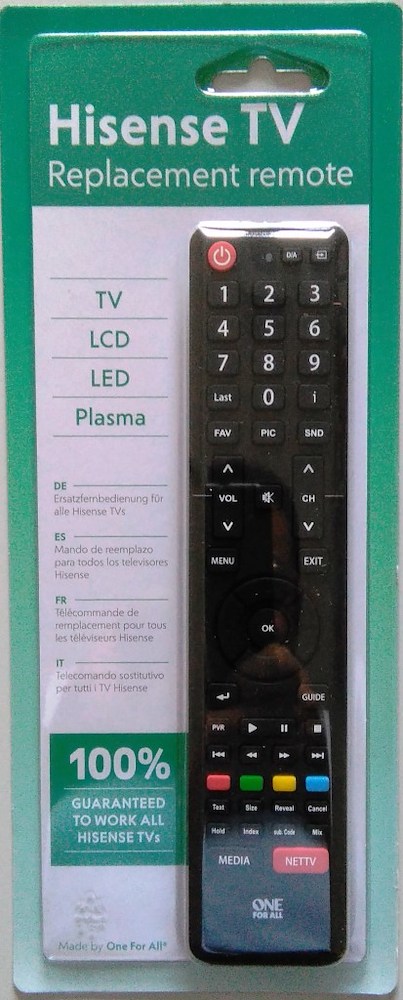 Hisense TV
Replacement remote
TV
LCD
LED
Plasma
DE
Ersatzfernbedienung für
alle Hisense TVs
ES
Mando de reemplazo
para todos los televisores
Hisense
FR
Télécommande de
remplacement pour tous
les téléviseurs Hisense
IT
Telecomando sostitutivo
per tutti i TV Hisense
100%
GUARANTEED
TO WORK ALL
HISENSE TVs
Made by One For All®
D/A
1 2 3
4 5 6
7 8 9
Last 0 i
FAV PIC SND
VOL CH
MENU EXIT
OK
GUIDE
PVR
Text Size Reveal Cancel
Hold Index sub. Code Mix
MEDIA NETTV
ONE
FOR ALL